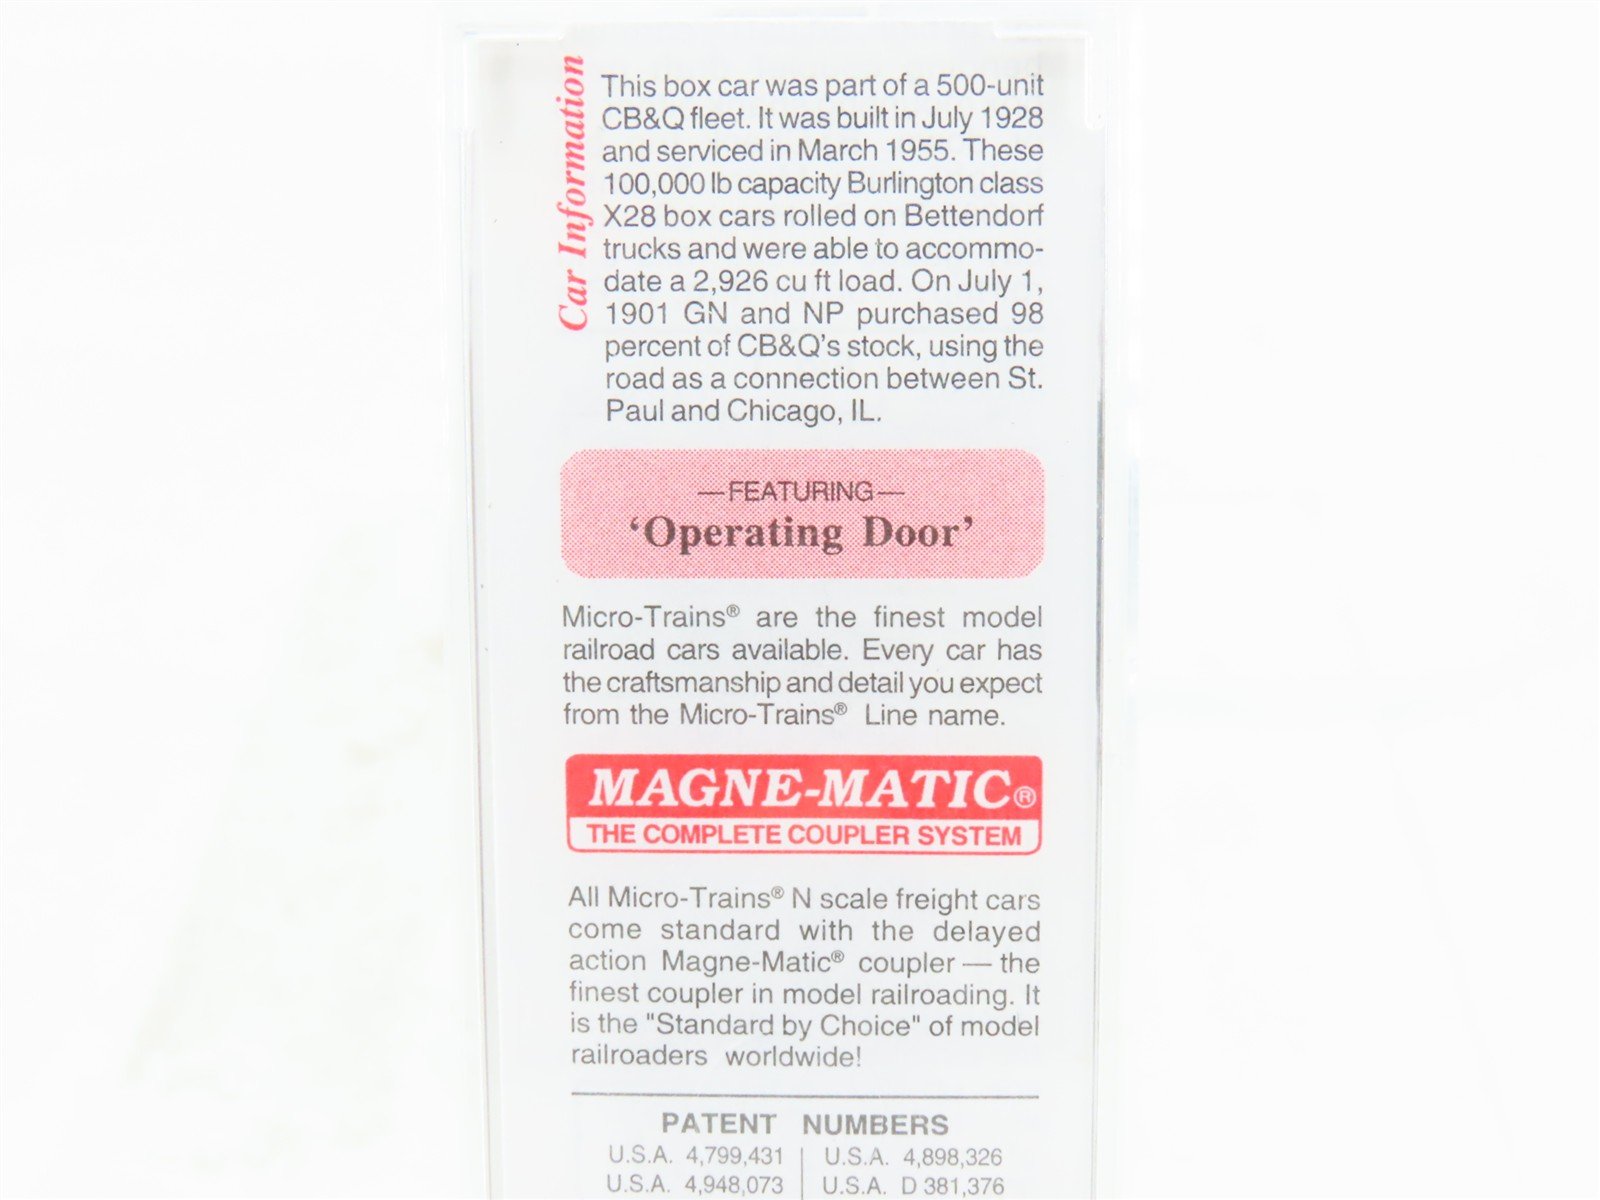 Car Information
This box car was part of a 500-unit
CB&Q fleet. It was built in July 1928
and serviced in March 1955. These
100,000 lb capacity Burlington class
X28 box cars rolled on Bettendorf
trucks and were able to accommo-
date a 2,926 cu ft load. On July 1,
1901 GN and NP purchased 98
percent of CB&Q's stock, using the
road as a connection between St.
Paul and Chicago, IL.
—FEATURING—
'Operating Door'
Micro-Trains® are the finest model
railroad cars available. Every car has
the craftsmanship and detail you expect
from the Micro-Trains® Line name.
MAGNE-MATIC®
THE COMPLETE COUPLER SYSTEM
All Micro-Trains® N scale freight cars
come standard with the delayed
action Magne-Matic® coupler — the
finest coupler in model railroading. It
is the "Standard by Choice" of model
railroaders worldwide!
PATENT NUMBERS
U.S.A. 4,799,431 U.S.A. 4,898,326
U.S.A. 4,948,073 U.S.A. D 381,376